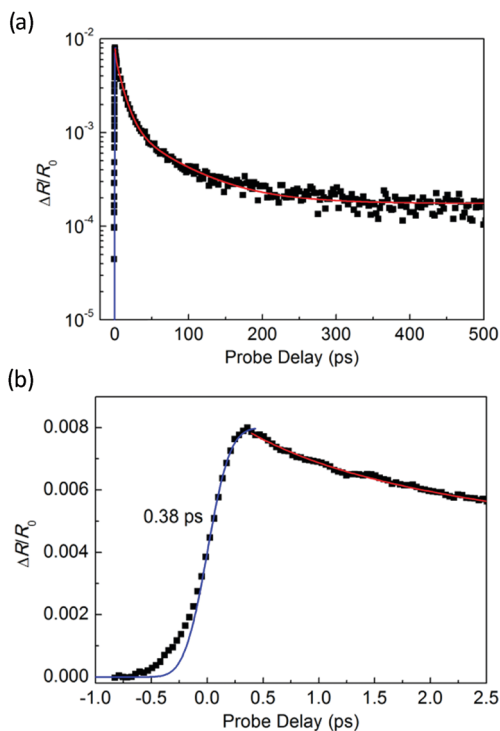 (a)
10⁻²
10⁻³
10⁻⁴
10⁻⁵
ΔR/R₀
0 100 200 300 400 500
Probe Delay (ps)
(b)
0.008
0.006
0.004
0.002
0.000
ΔR/R₀
0.38 ps
-1.0 -0.5 0.0 0.5 1.0 1.5 2.0 2.5
Probe Delay (ps)